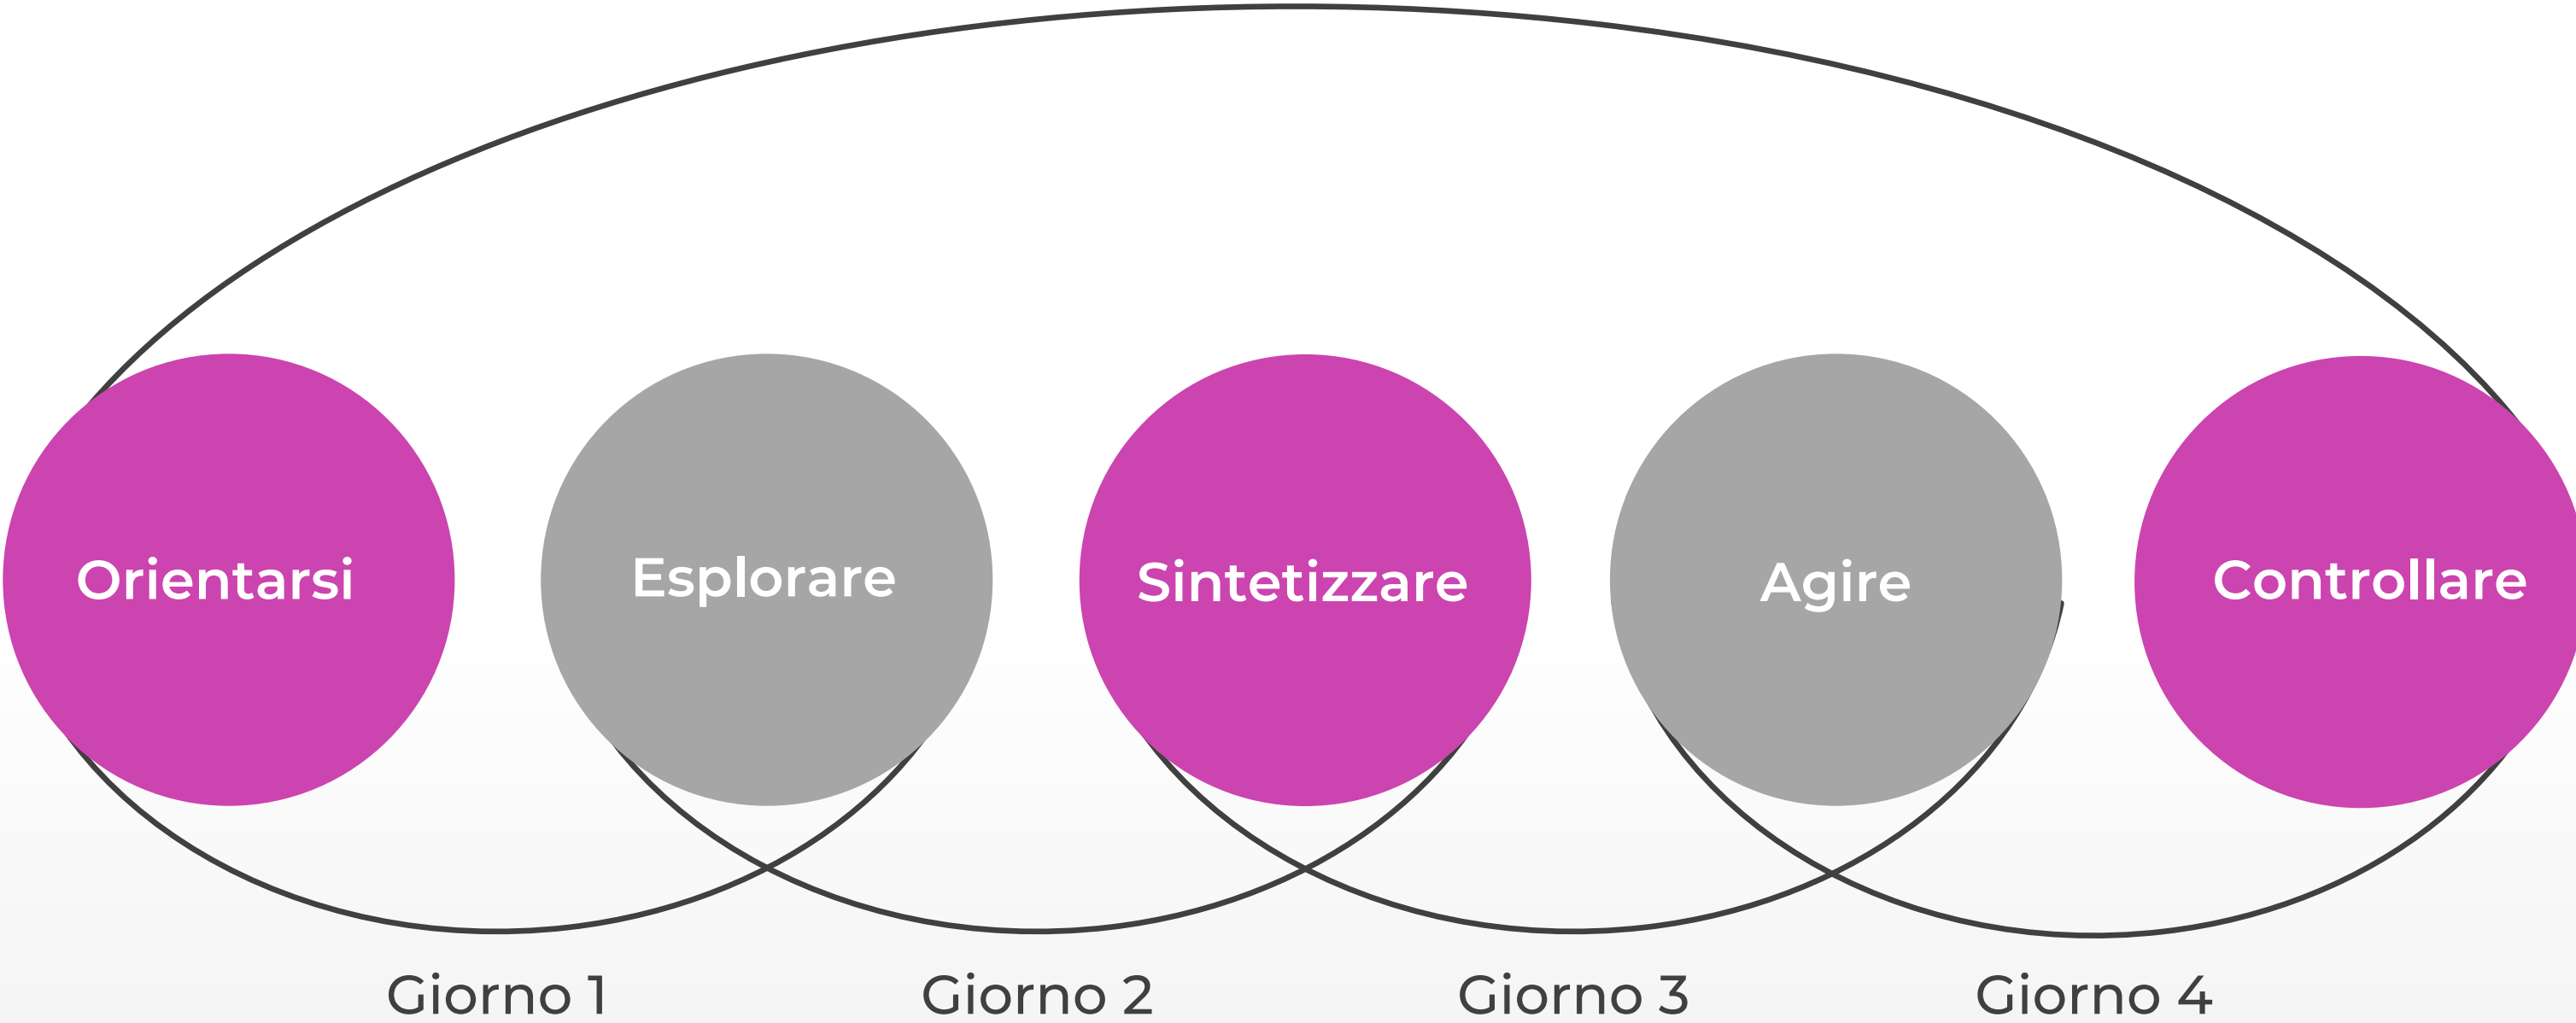 Orientarsi
Esplorare
Sintetizzare
Agire
Controllare
Giorno 1
Giorno 2
Giorno 3
Giorno 4